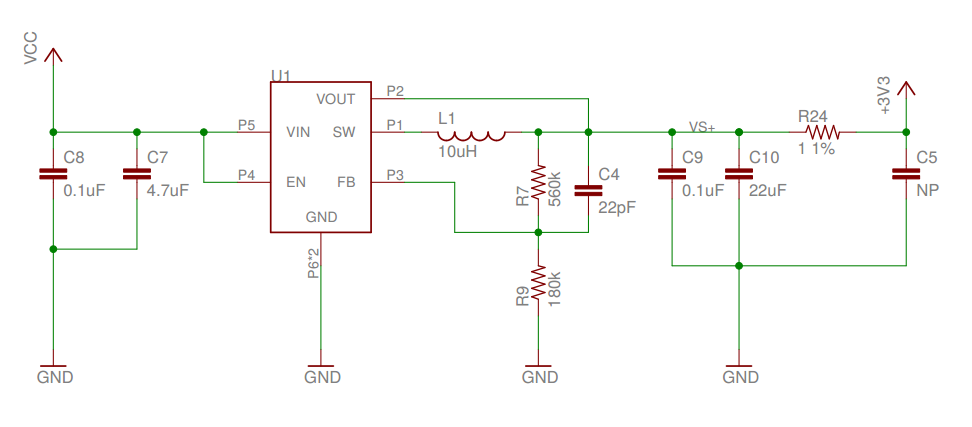 VCC
U1
VOUT
P2
P5
VIN
SW
P1
L1
10uH
P4
EN
FB
P3
GND
P6*2
C8
0.1uF
C7
4.7uF
R7
560k
C4
22pF
R9
180k
VS+
C9
0.1uF
C10
22uF
R24
1 1%
+3V3
C5
NP
GND
GND
GND
GND